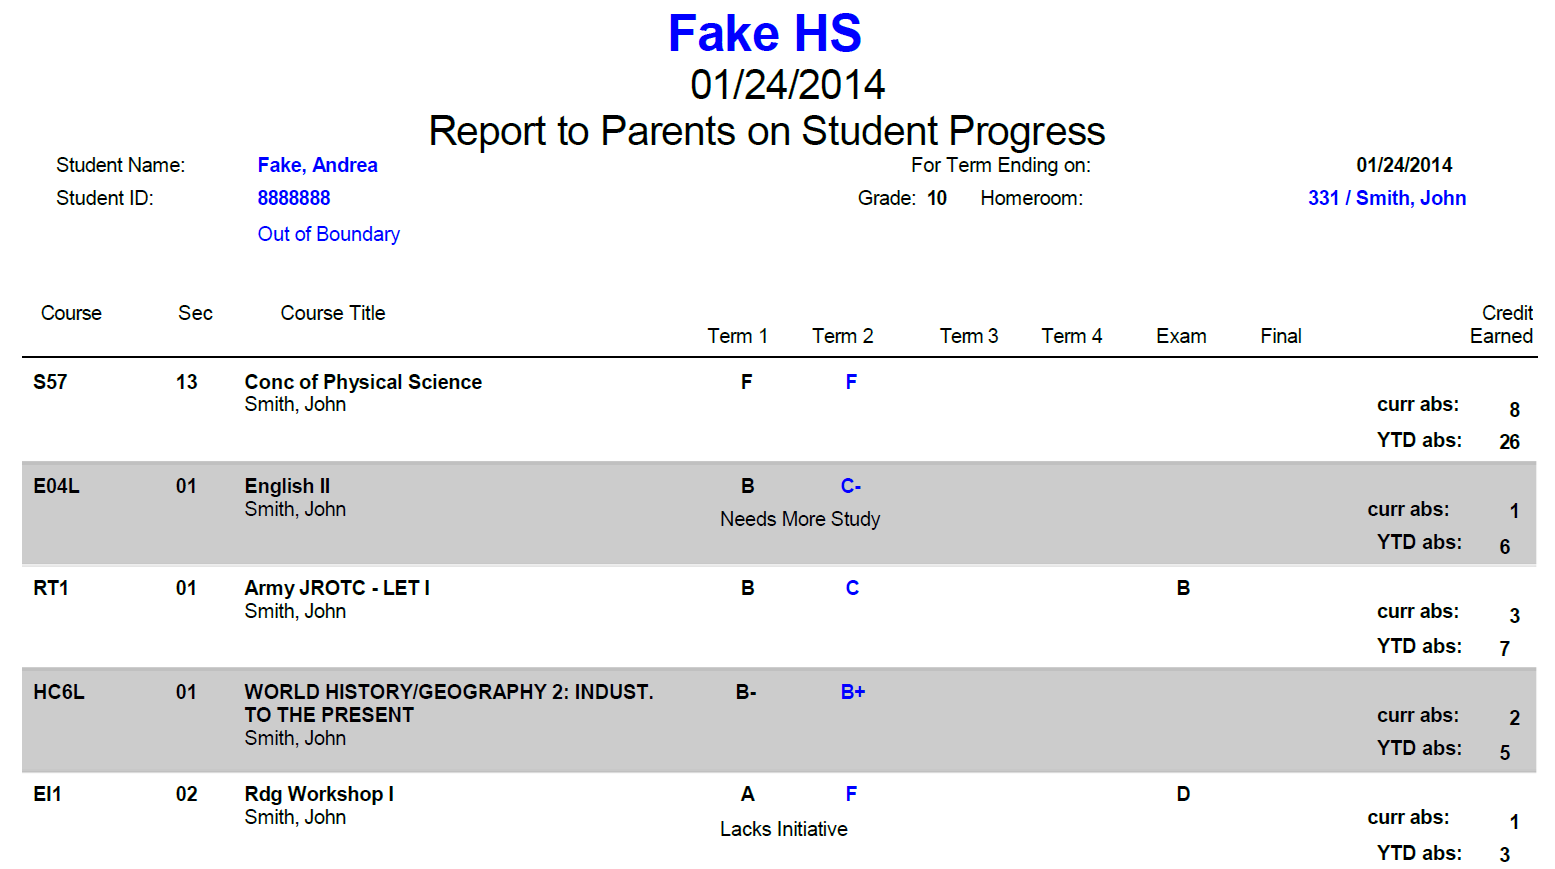 Fake HS
01/24/2014
Report to Parents on Student Progress
Student Name: Fake, Andrea For Term Ending on: 01/24/2014
Student ID: 8888888 Grade: 10 Homeroom: 331 / Smith, John
Out of Boundary
Course Sec Course Title Credit
Term 1 Term 2 Term 3 Term 4 Exam Final Earned
S57 13 Conc of Physical Science F F
Smith, John curr abs: 8
YTD abs: 26
E04L 01 English II B C-
Smith, John curr abs: 1
Needs More Study
YTD abs: 6
RT1 01 Army JROTC - LET I B C B
Smith, John curr abs: 3
YTD abs: 7
HC6L 01 WORLD HISTORY/GEOGRAPHY 2: INDUST. B- B+
TO THE PRESENT curr abs: 2
Smith, John
YTD abs: 5
EI1 02 Rdg Workshop I A F D
Smith, John curr abs: 1
Lacks Initiative
YTD abs: 3